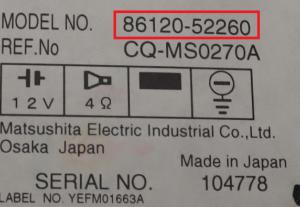 MODEL NO. 86120-52260
REF.No CQ-MS0270A
12V 4Ω
Matsushita Electric Industrial Co.,Ltd.
Osaka Japan
Made in Japan
SERIAL NO. 104778
LABEL NO. YEFM01663A